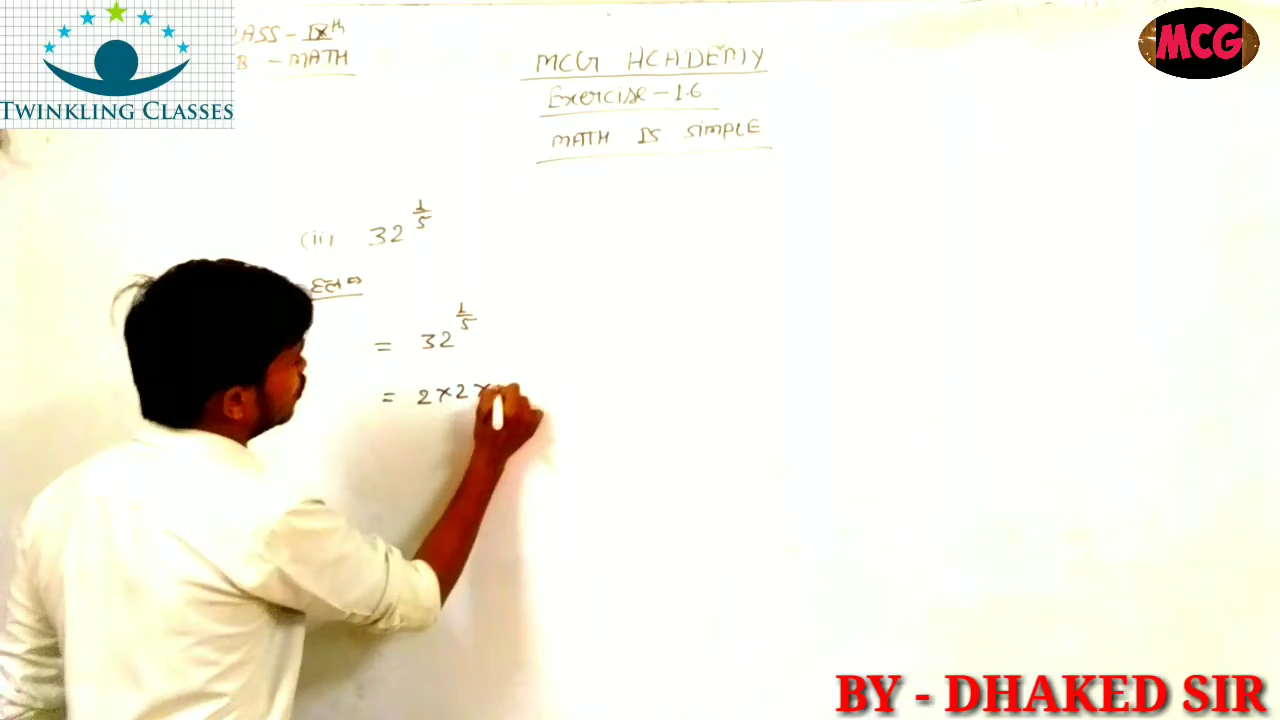 TWINKLING CLASSES
ASS - IXth
B - MATH
MCG ACADEMY
Exercise - 1.6
MATH IS SIMPLE
MCG
(ii) 32^1/5
हल ⇒
= 32^1/5
= 2×2×
BY - DHAKED SIR